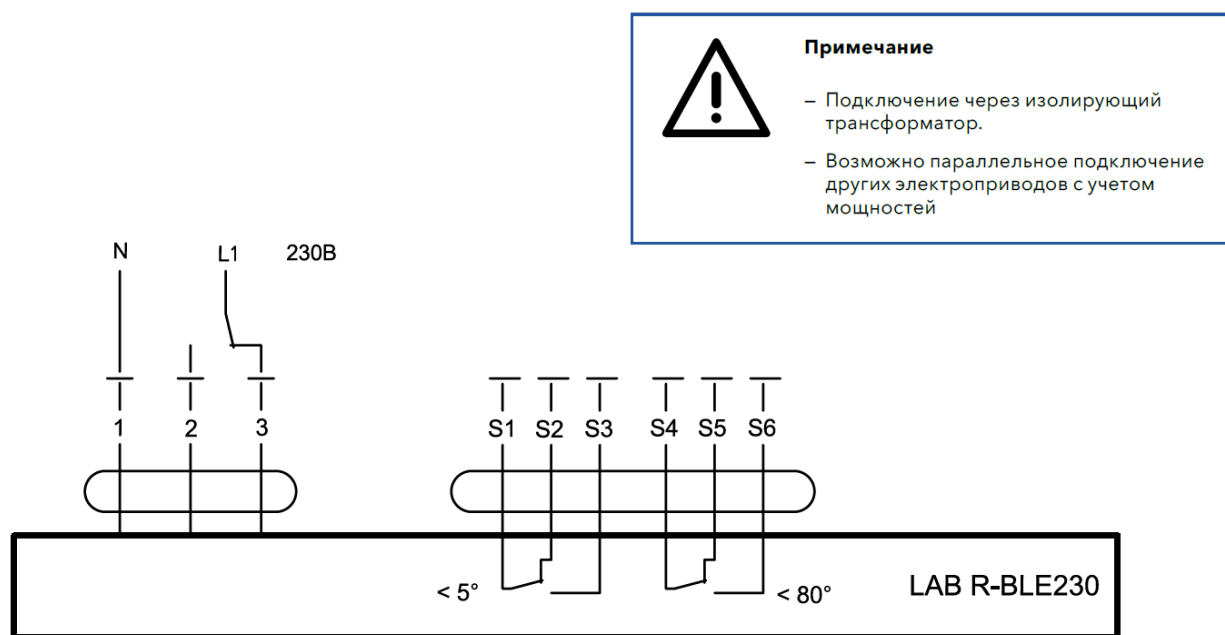 Примечание
– Подключение через изолирующий
трансформатор.
– Возможно параллельное подключение
других электроприводов с учетом
мощностей
N L1 230В
1 2 3 S1 S2 S3 S4 S5 S6
< 5° < 80° LAB R-BLE230